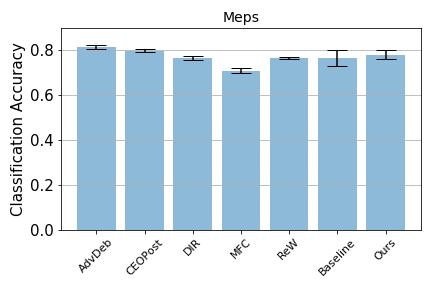 Meps
Classification Accuracy
0.8
0.6
0.4
0.2
0.0
AdvDeb
CEOPost
DIR
MFC
ReW
Baseline
Ours